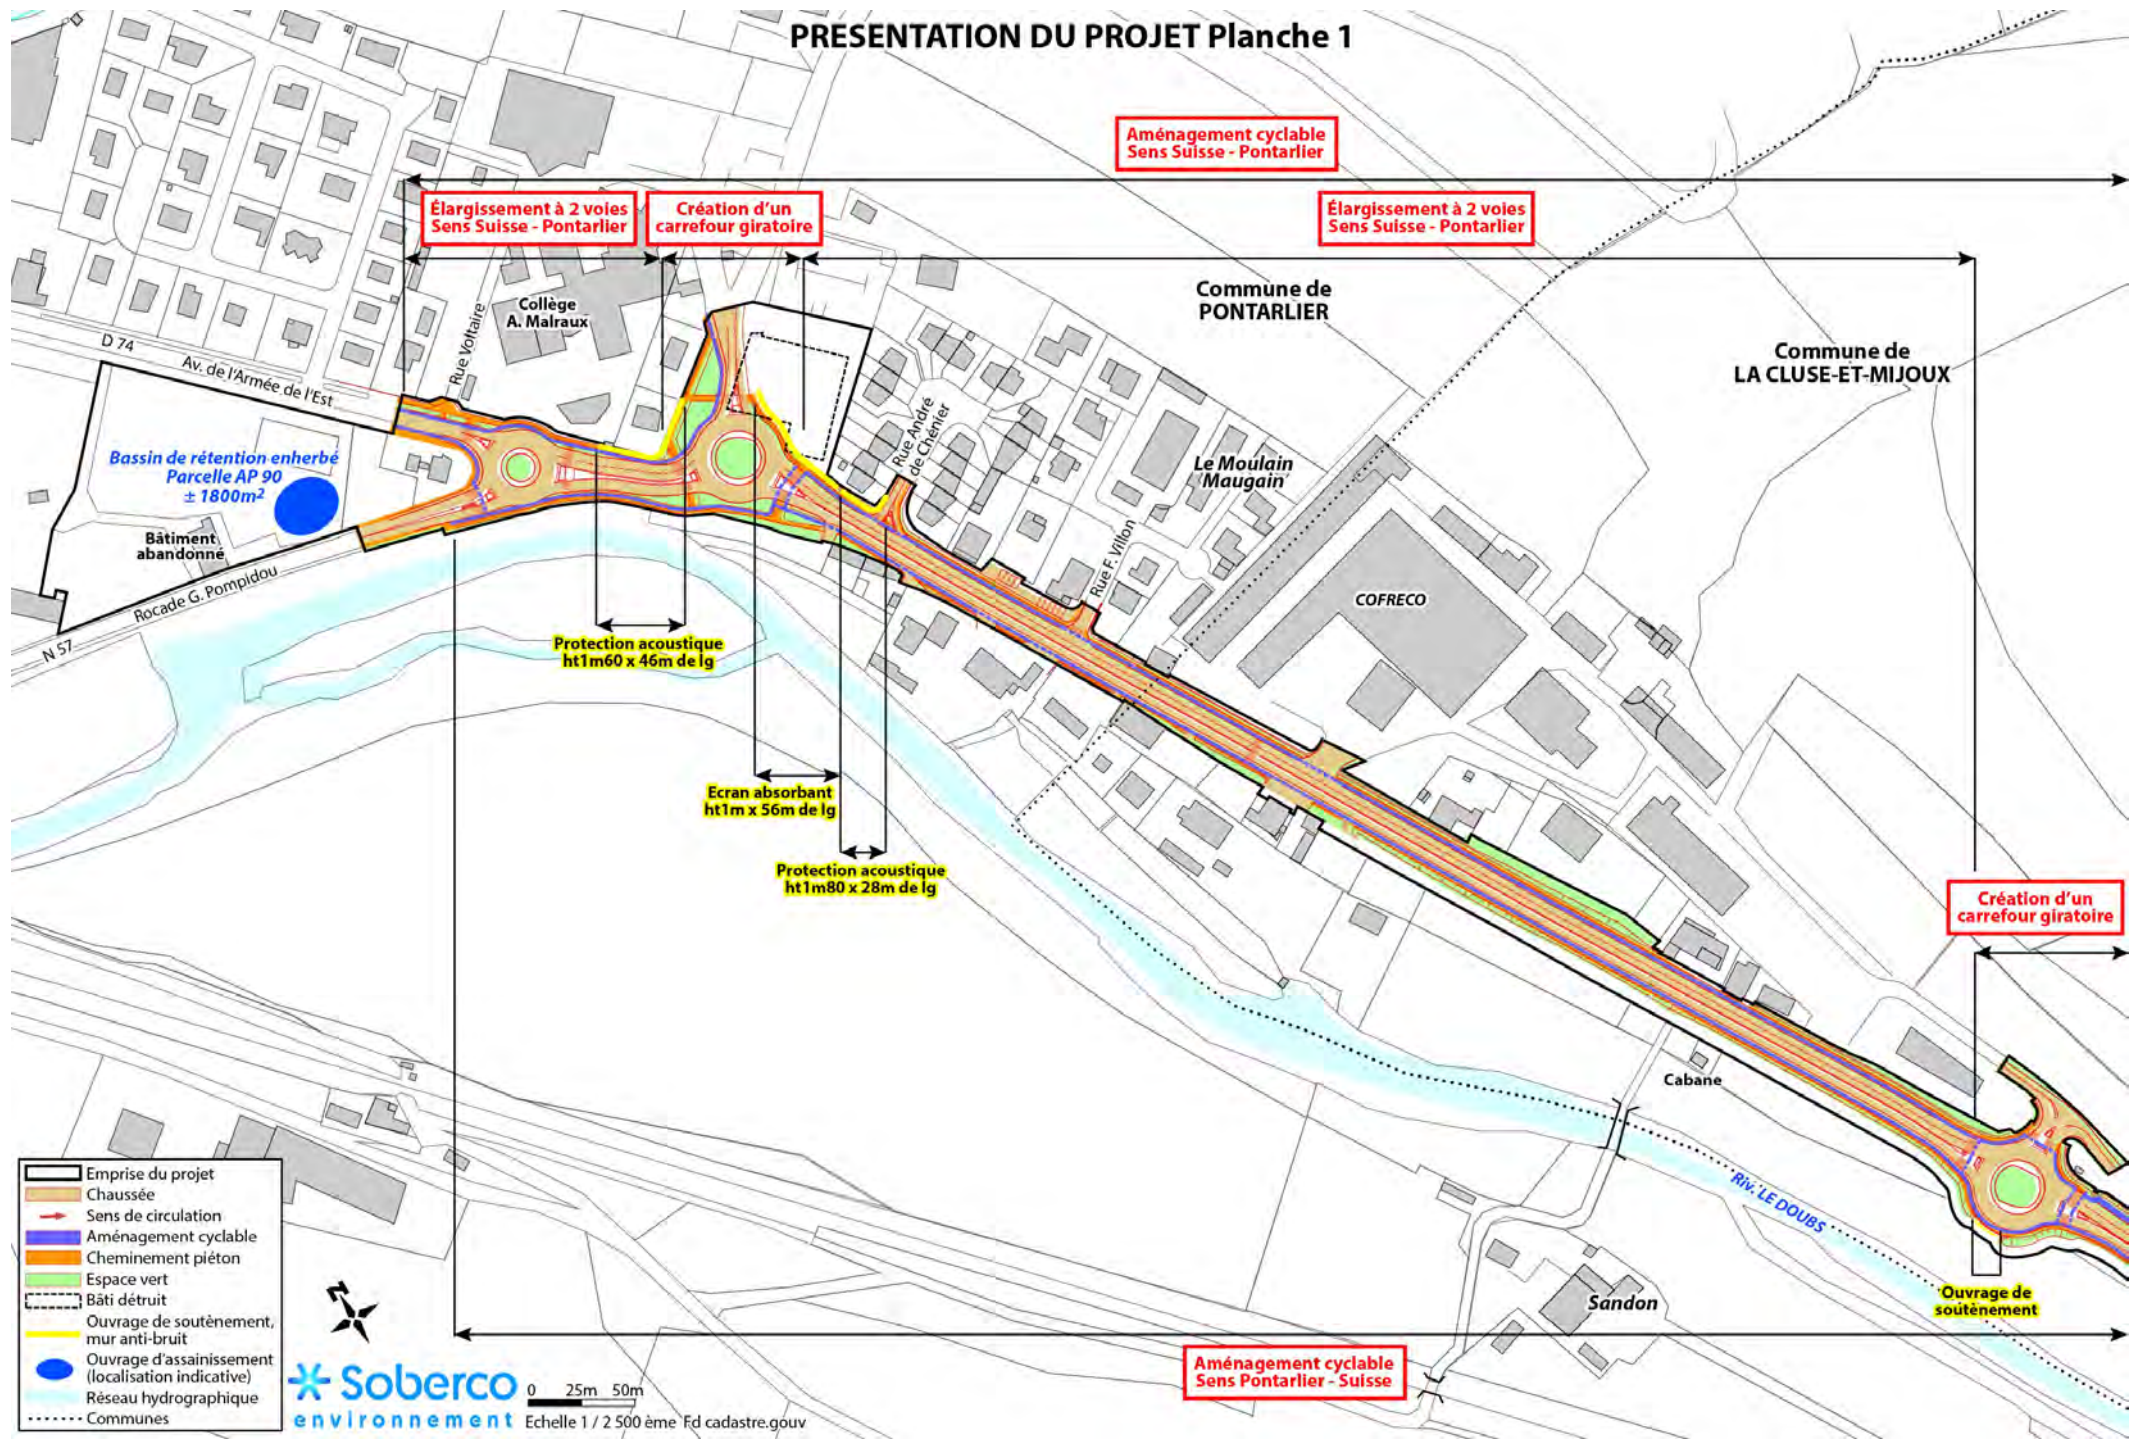 PRESENTATION DU PROJET Planche 1
Aménagement cyclable
Sens Suisse - Pontarlier
Élargissement à 2 voies
Sens Suisse - Pontarlier
Création d'un
carrefour giratoire
Élargissement à 2 voies
Sens Suisse - Pontarlier
Commune de
PONTARLIER
Commune de
LA CLUSE-ET-MIJOUX
Collège
A. Malraux
Rue Voltaire
D 74
Av. de l'Armée de l'Est
Bassin de rétention enherbé
Parcelle AP 90
± 1800m²
Bâtiment
abandonné
Rocade G. Pompidou
N 57
Rue André
de Chénier
Le Moulain
Maugain
Rue F. Villon
COFRECO
Protection acoustique
ht1m60 x 46m de lg
Ecran absorbant
ht1m x 56m de lg
Protection acoustique
ht1m80 x 28m de lg
Création d'un
carrefour giratoire
Cabane
Riv. LE DOUBS
Sandon
Ouvrage de
soutènement
Aménagement cyclable
Sens Pontarlier - Suisse
Emprise du projet
Chaussée
Sens de circulation
Aménagement cyclable
Cheminement piéton
Espace vert
Bâti détruit
Ouvrage de soutènement,
mur anti-bruit
Ouvrage d'assainissement
(localisation indicative)
Réseau hydrographique
Communes
N
Soberco
environnement
0 25m 50m
Echelle 1 / 2 500 ème Fd cadastre.gouv